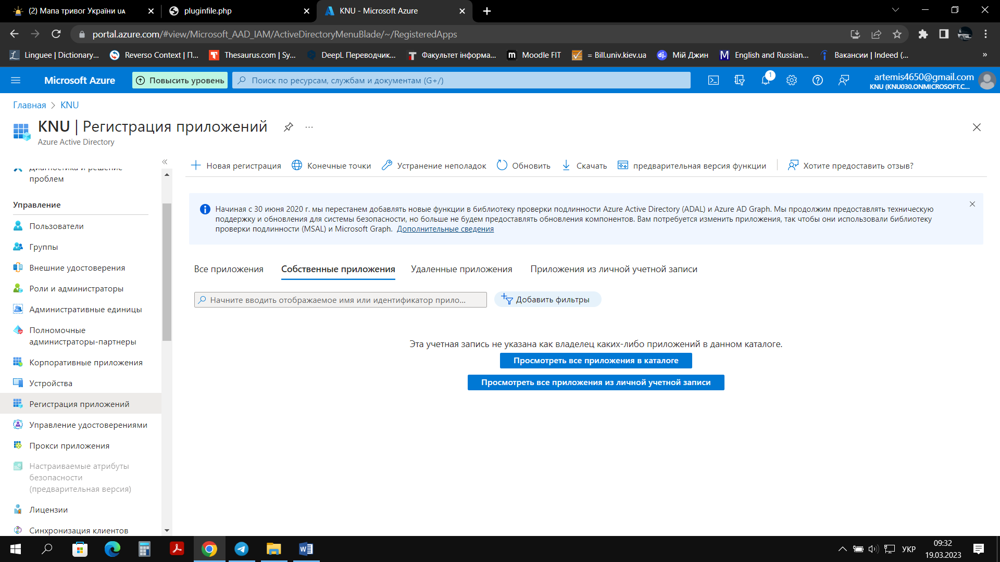 (2) Мапа тривог України UA
pluginfile.php
KNU - Microsoft Azure
portal.azure.com/#view/Microsoft_AAD_IAM/ActiveDirectoryMenuBlade/~/RegisteredApps
Linguee | Dictionary...
Reverso Context | П...
Thesaurus.com | Sy...
DeepL Переводчик...
Факультет інформа...
Moodle FIT
= Bill.univ.kiev.ua
Мій Джин
English and Russian...
Вакансии | Indeed (...
»
Microsoft Azure
Повысить уровень
Поиск по ресурсам, службам и документам (G+/)
1
artemis4650@gmail.com
KNU (KNU030.ONMICROSOFT.C...
Главная > KNU
KNU | Регистрация приложений
...
Azure Active Directory
«
Диагностика и решение
проблем
Управление
Пользователи
Группы
Внешние удостоверения
Роли и администраторы
Административные единицы
Полномочные
администраторы-партнеры
Корпоративные приложения
Устройства
Регистрация приложений
Управление удостоверениями
Прокси приложения
Настраиваемые атрибуты
безопасности
(предварительная версия)
Лицензии
Синхронизация клиентов
Новая регистрация
Конечные точки
Устранение неполадок
Обновить
Скачать
предварительная версия функции
Хотите предоставить отзыв?
Начиная с 30 июня 2020 г. мы перестанем добавлять новые функции в библиотеку проверки подлинности Azure Active Directory (ADAL) и Azure AD Graph. Мы продолжим предоставлять техническую
поддержку и обновления для системы безопасности, но больше не будем предоставлять обновления компонентов. Вам потребуется изменить приложения, так чтобы они использовали библиотеку
проверки подлинности (MSAL) и Microsoft Graph. Дополнительные сведения
Все приложения
Собственные приложения
Удаленные приложения
Приложения из личной учетной записи
Начните вводить отображаемое имя или идентификатор прило...
Добавить фильтры
Эта учетная запись не указана как владелец каких-либо приложений в данном каталоге.
Просмотреть все приложения в каталоге
Просмотреть все приложения из личной учетной записи
УКР
09:32
19.03.2023